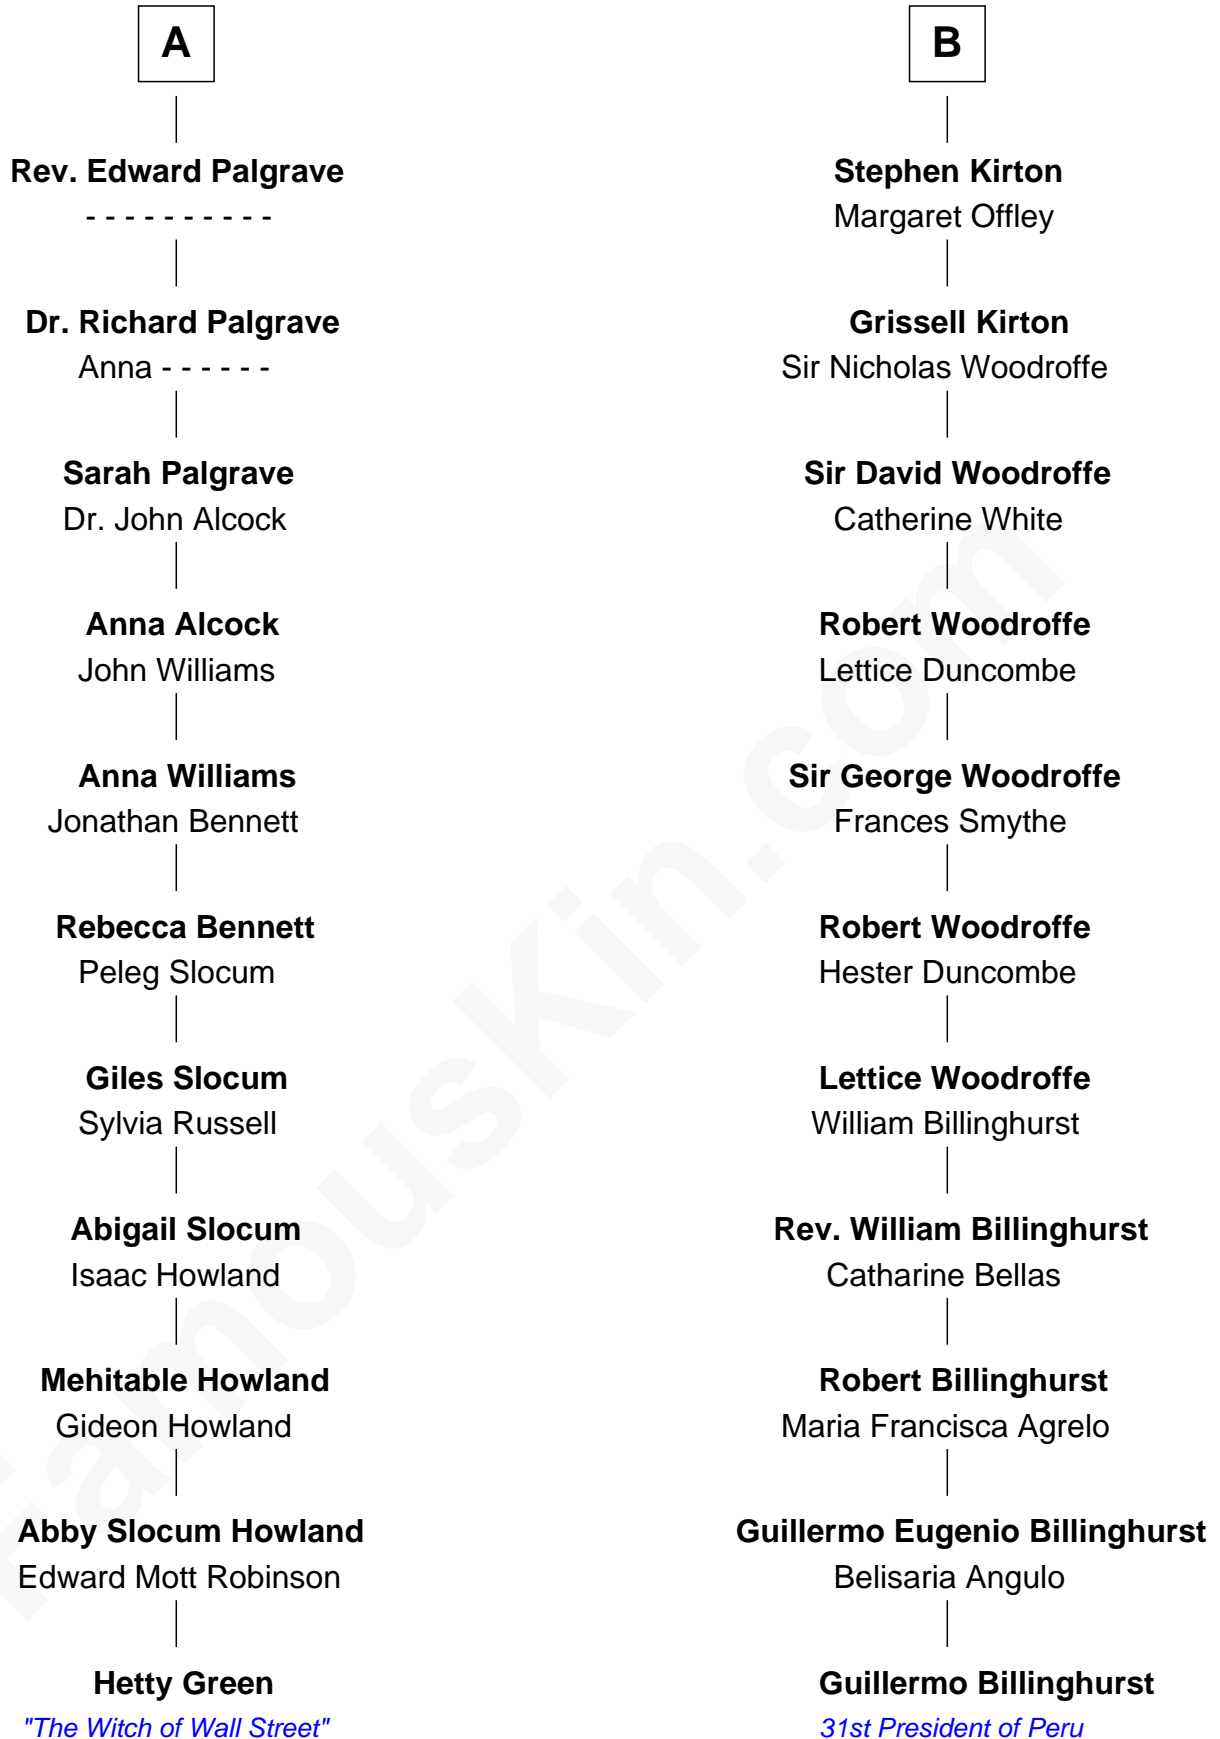 A
Rev. Edward Palgrave
- - - - - - - - - -
Dr. Richard Palgrave
Anna - - - - - -
Sarah Palgrave
Dr. John Alcock
Anna Alcock
John Williams
Anna Williams
Jonathan Bennett
Rebecca Bennett
Peleg Slocum
Giles Slocum
Sylvia Russell
Abigail Slocum
Isaac Howland
Mehitable Howland
Gideon Howland
Abby Slocum Howland
Edward Mott Robinson
Hetty Green
"The Witch of Wall Street"
B
Stephen Kirton
Margaret Offley
Grissell Kirton
Sir Nicholas Woodroffe
Sir David Woodroffe
Catherine White
Robert Woodroffe
Lettice Duncombe
Sir George Woodroffe
Frances Smythe
Robert Woodroffe
Hester Duncombe
Lettice Woodroffe
William Billinghurst
Rev. William Billinghurst
Catharine Bellas
Robert Billinghurst
Maria Francisca Agrelo
Guillermo Eugenio Billinghurst
Belisaria Angulo
Guillermo Billinghurst
31st President of Peru
FamousKin.com